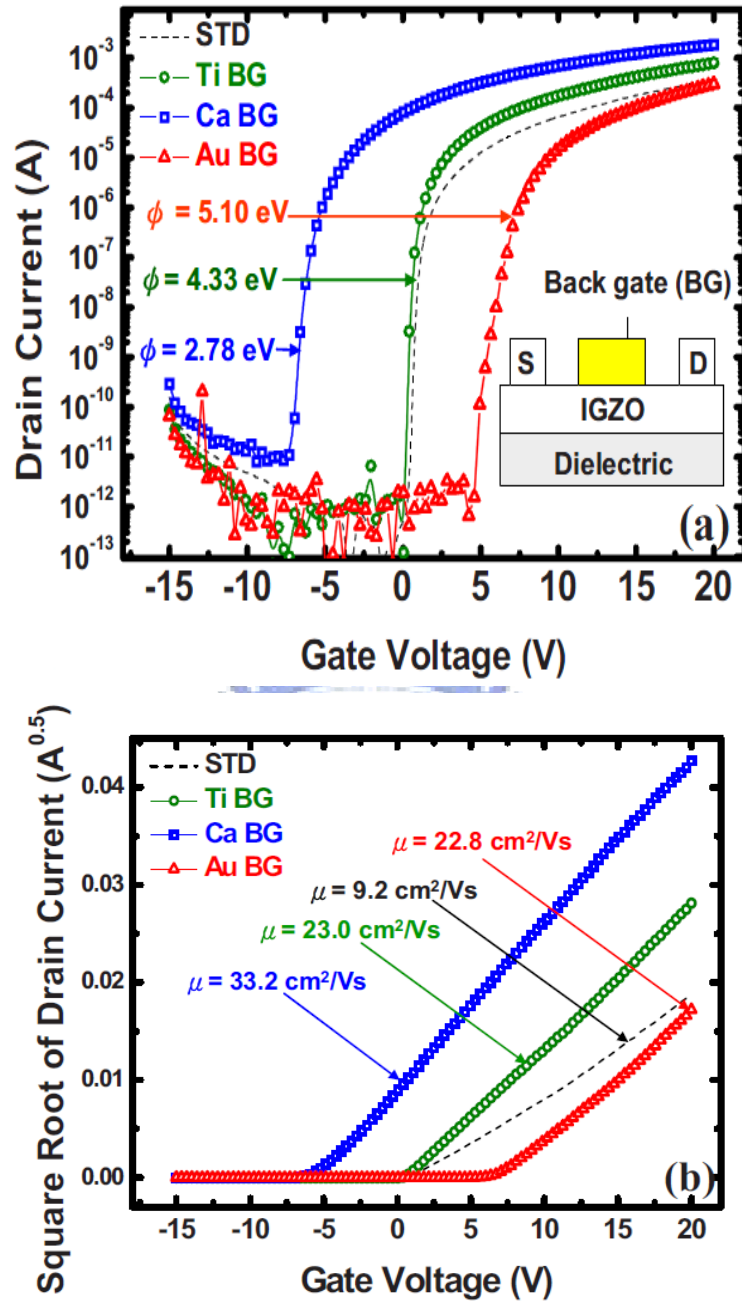 STD
Ti BG
Ca BG
Au BG
ϕ = 5.10 eV
ϕ = 4.33 eV
ϕ = 2.78 eV
Back gate (BG)
S
D
IGZO
Dielectric
(a)
10⁻³
10⁻⁴
10⁻⁵
10⁻⁶
10⁻⁷
10⁻⁸
10⁻⁹
10⁻¹⁰
10⁻¹¹
10⁻¹²
10⁻¹³
Drain Current (A)
-15 -10 -5 0 5 10 15 20
Gate Voltage (V)
STD
Ti BG
Ca BG
Au BG
μ = 22.8 cm²/Vs
μ = 9.2 cm²/Vs
μ = 23.0 cm²/Vs
μ = 33.2 cm²/Vs
(b)
0.04
0.03
0.02
0.01
0.00
Square Root of Drain Current (A⁰·⁵)
-15 -10 -5 0 5 10 15 20
Gate Voltage (V)